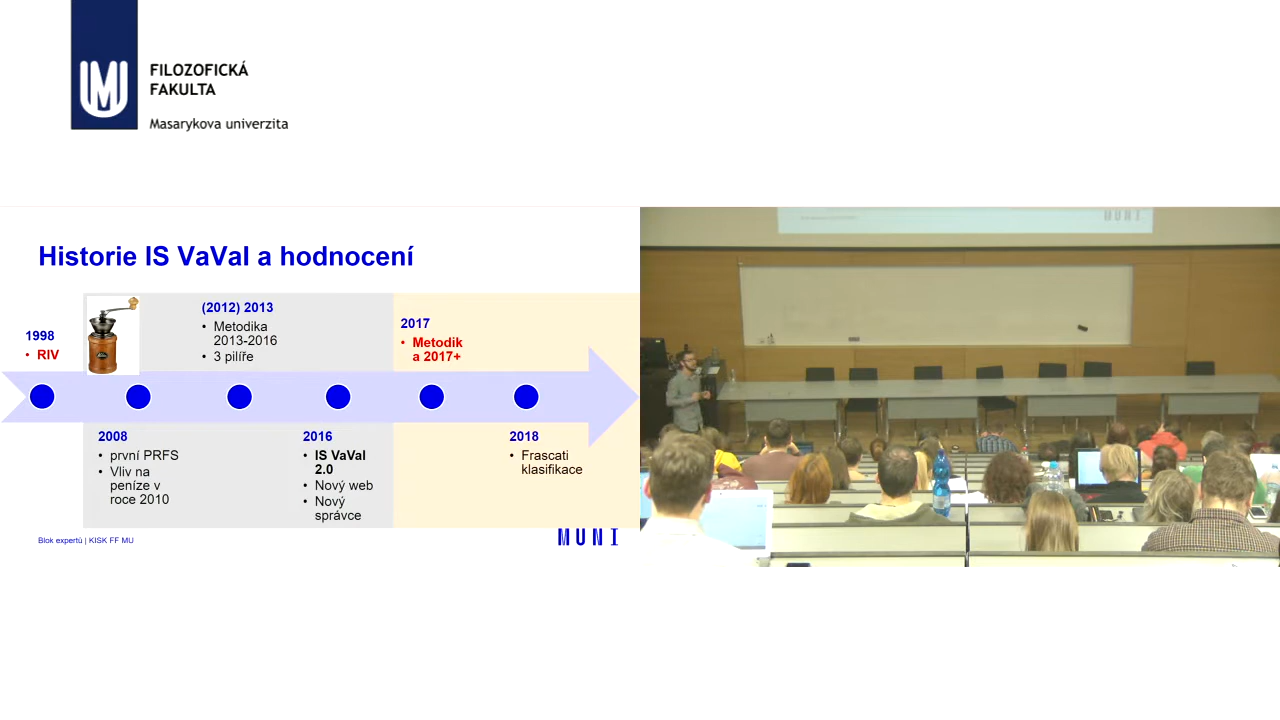 FILOZOFICKÁ
FAKULTA
Masarykova univerzita
Historie IS VaVaI a hodnocení
1998
• RIV
(2012) 2013
• Metodika
2013-2016
• 3 pilíře
2017
• Metodik
a 2017+
2008
• první PRFS
• Vliv na
peníze v
roce 2010
2016
• IS VaVaI
2.0
• Nový web
• Nový
správce
2018
• Frascati
klasifikace
Blok expertů | KISK FF MU
MUNI
MUNI